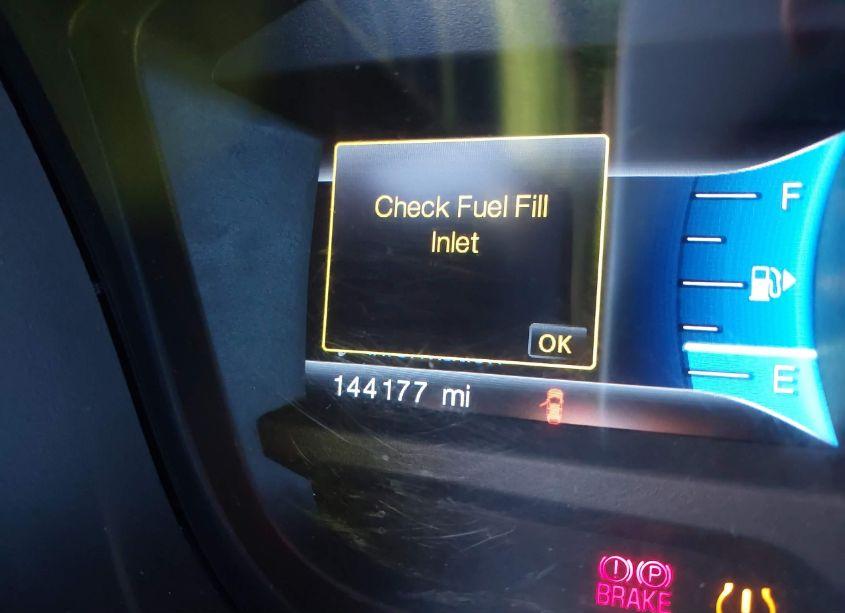 Check Fuel Fill
Inlet
OK
144177 mi
F
E
(!) (P)
BRAKE